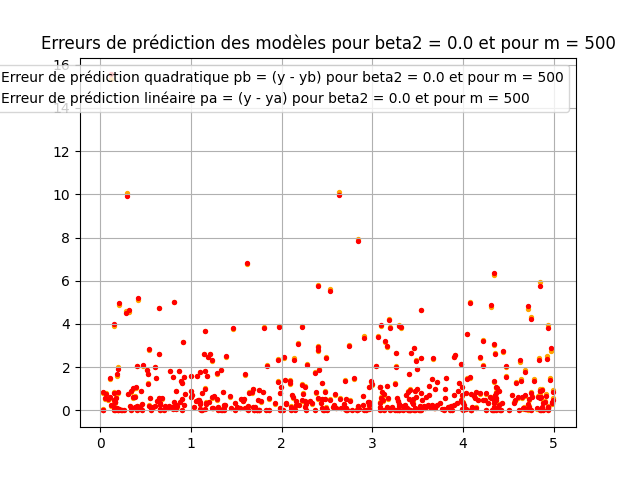 Erreurs de prédiction des modèles pour beta2 = 0.0 et pour m = 500
Erreur de prédiction quadratique pb = (y - yb) pour beta2 = 0.0 et pour m = 500
Erreur de prédiction linéaire pa = (y - ya) pour beta2 = 0.0 et pour m = 500
16
14
12
10
8
6
4
2
0
0 1 2 3 4 5